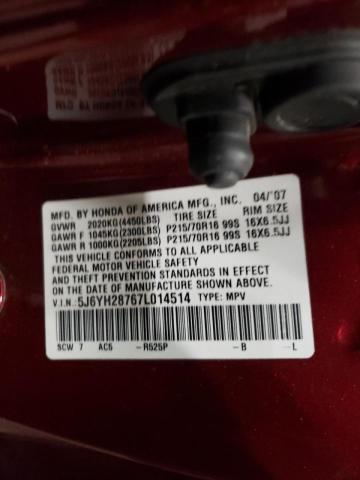 MFD. BY HONDA OF AMERICA MFG., INC. 04/'07
GVWR 2020KG(4450LBS) TIRE SIZE RIM SIZE
GAWR F 1045KG(2300LBS) P215/70R16 99S 16X6.5JJ
GAWR R 1000KG(2205LBS) P215/70R16 99S 16X6.5JJ
THIS VEHICLE CONFORMS TO ALL APPLICABLE
FEDERAL MOTOR VEHICLE SAFETY STANDARDS IN EFFECT
ON THE DATE OF MANUFACTURE SHOWN ABOVE.
V.I.N: 5J6YH28767L014514 TYPE: MPV
SCW 7 AC5 -R525P -B -L